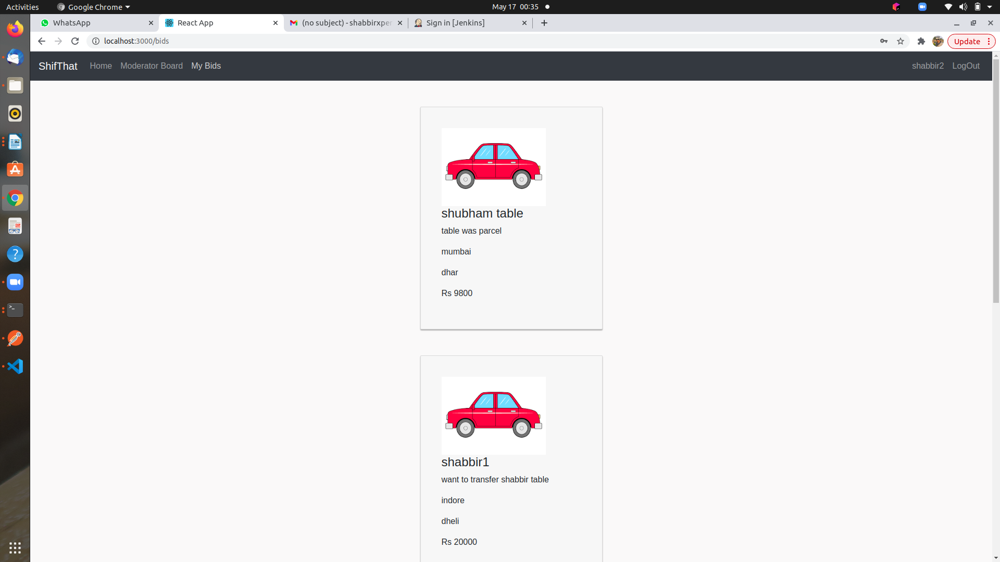 Activities
Google Chrome
May 17 00:35
WhatsApp
React App
(no subject) - shabbirxper
Sign in [Jenkins]
localhost:3000/bids
Update
ShifThat
Home
Moderator Board
My Bids
shabbir2
LogOut
shubham table
table was parcel
mumbai
dhar
Rs 9800
shabbir1
want to transfer shabbir table
indore
dheli
Rs 20000